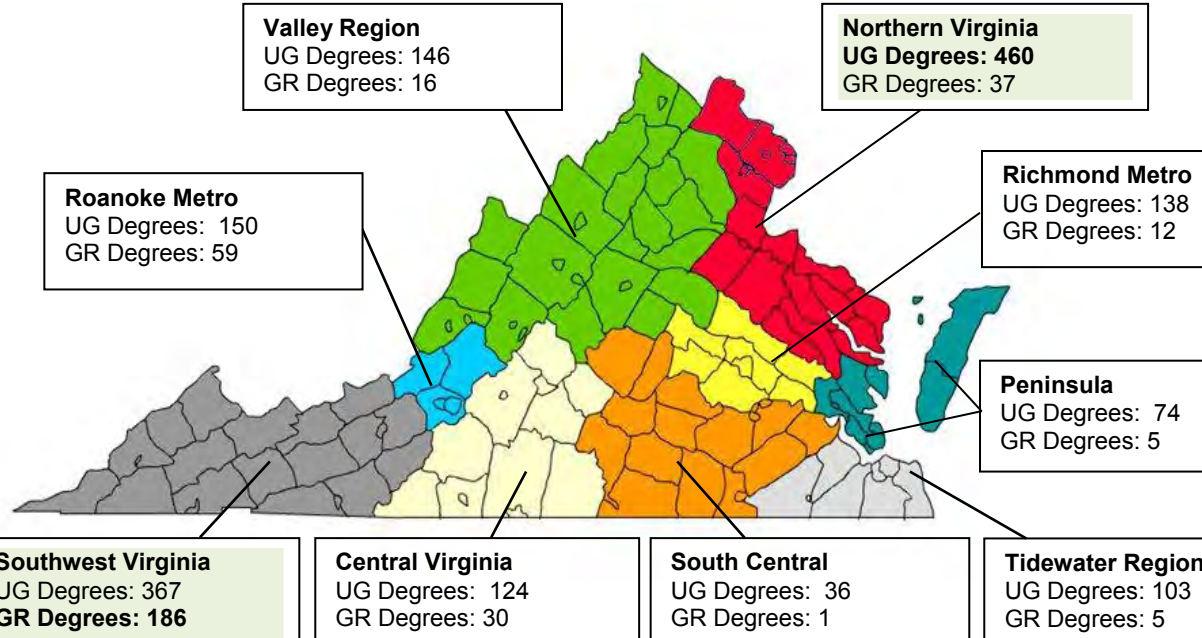 Valley Region
UG Degrees: 146
GR Degrees: 16
Northern Virginia
UG Degrees: 460
GR Degrees: 37
Roanoke Metro
UG Degrees: 150
GR Degrees: 59
Richmond Metro
UG Degrees: 138
GR Degrees: 12
Peninsula
UG Degrees: 74
GR Degrees: 5
Southwest Virginia
UG Degrees: 367
GR Degrees: 186
Central Virginia
UG Degrees: 124
GR Degrees: 30
South Central
UG Degrees: 36
GR Degrees: 1
Tidewater Region
UG Degrees: 103
GR Degrees: 5